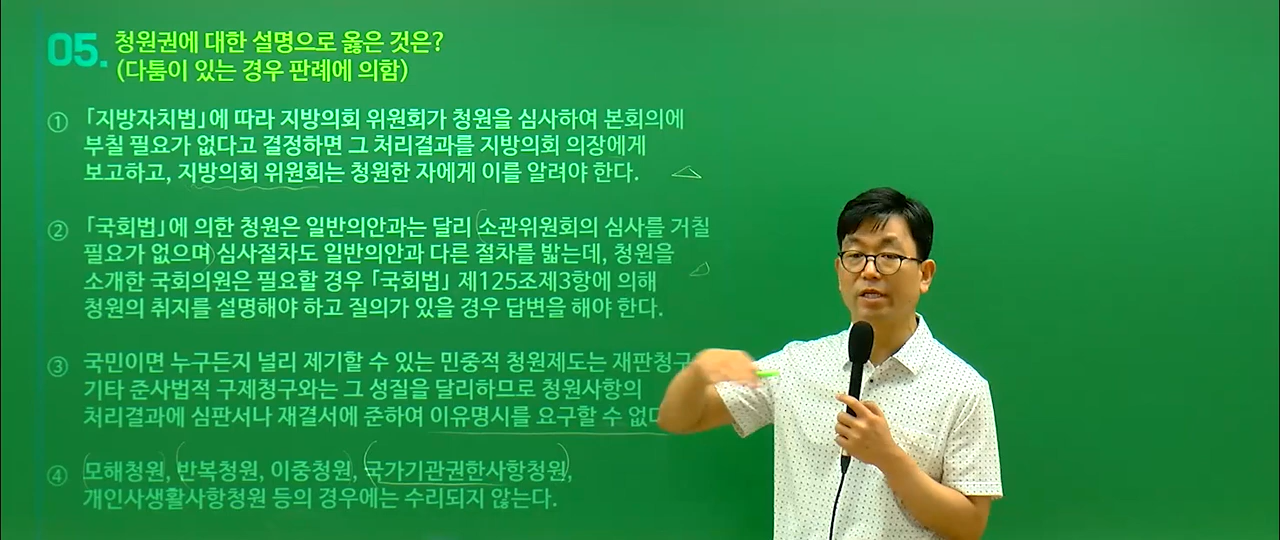 05. 청원권에 대한 설명으로 옳은 것은?
(다툼이 있는 경우 판례에 의함)
① 「지방자치법」에 따라 지방의회 위원회가 청원을 심사하여 본회의에
부칠 필요가 없다고 결정하면 그 처리결과를 지방의회 의장에게
보고하고, 지방의회 위원회는 청원한 자에게 이를 알려야 한다.
② 「국회법」에 의한 청원은 일반의안과는 달리 소관위원회의 심사를 거칠
필요가 없으며 심사절차도 일반의안과 다른 절차를 밟는데, 청원을
소개한 국회의원은 필요할 경우 「국회법」 제125조제3항에 의해
청원의 취지를 설명해야 하고 질의가 있을 경우 답변을 해야 한다.
③ 국민이면 누구든지 널리 제기할 수 있는 민중적 청원제도는 재판청구
기타 준사법적 구제청구와는 그 성질을 달리하므로 청원사항의
처리결과에 심판서나 재결서에 준하여 이유명시를 요구할 수 없다
④ 모해청원, 반복청원, 이중청원, 국가기관권한사항청원,
개인사생활사항청원 등의 경우에는 수리되지 않는다.